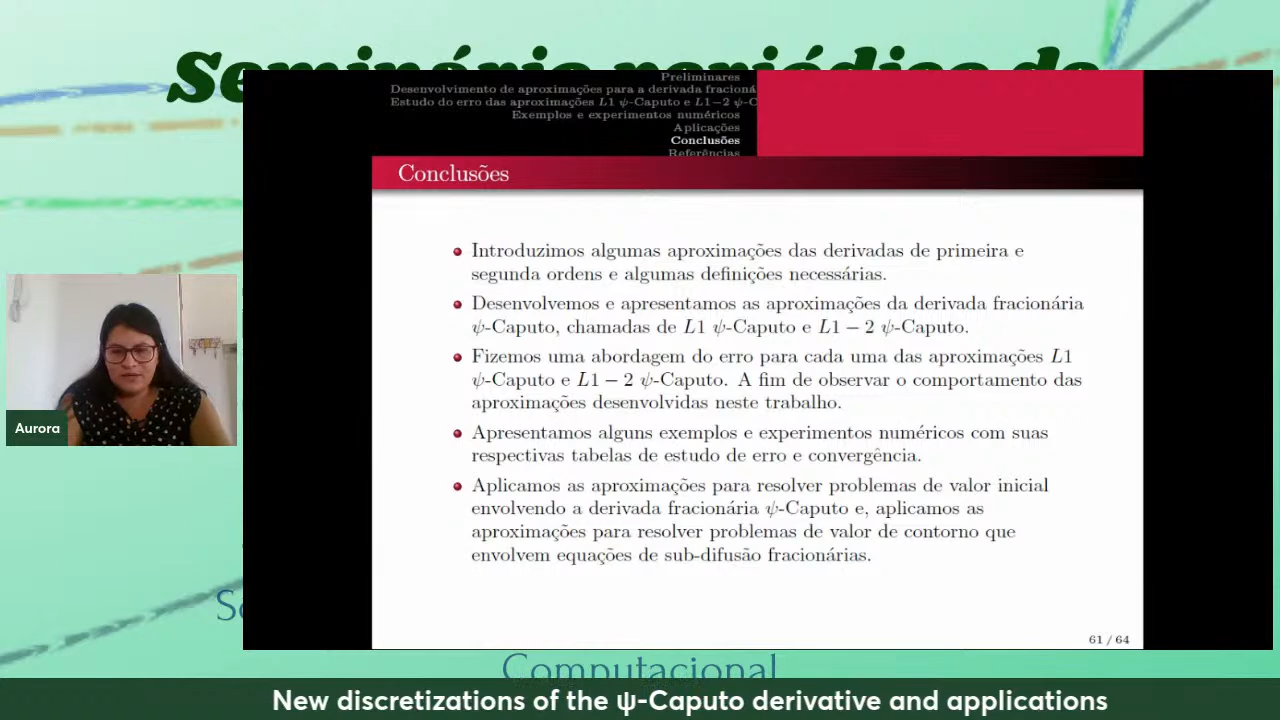 Seminário periódico de
Preliminares
Desenvolvimento de aproximações para a derivada fracioná
Estudo do erro das aproximações L1 ψ-Caputo e L1−2 ψ-C
Exemplos e experimentos numéricos
Aplicações
Conclusões
Referências
Conclusões
Introduzimos algumas aproximações das derivadas de primeira e
segunda ordens e algumas definições necessárias.
Desenvolvemos e apresentamos as aproximações da derivada fracionária
ψ-Caputo, chamadas de L1 ψ-Caputo e L1 − 2 ψ-Caputo.
Fizemos uma abordagem do erro para cada uma das aproximações L1
ψ-Caputo e L1 − 2 ψ-Caputo. A fim de observar o comportamento das
aproximações desenvolvidas neste trabalho.
Apresentamos alguns exemplos e experimentos numéricos com suas
respectivas tabelas de estudo de erro e convergência.
Aplicamos as aproximações para resolver problemas de valor inicial
envolvendo a derivada fracionária ψ-Caputo e, aplicamos as
aproximações para resolver problemas de valor de contorno que
envolvem equações de sub-difusão fracionárias.
61 / 64
Aurora
Computacional
New discretizations of the ψ-Caputo derivative and applications